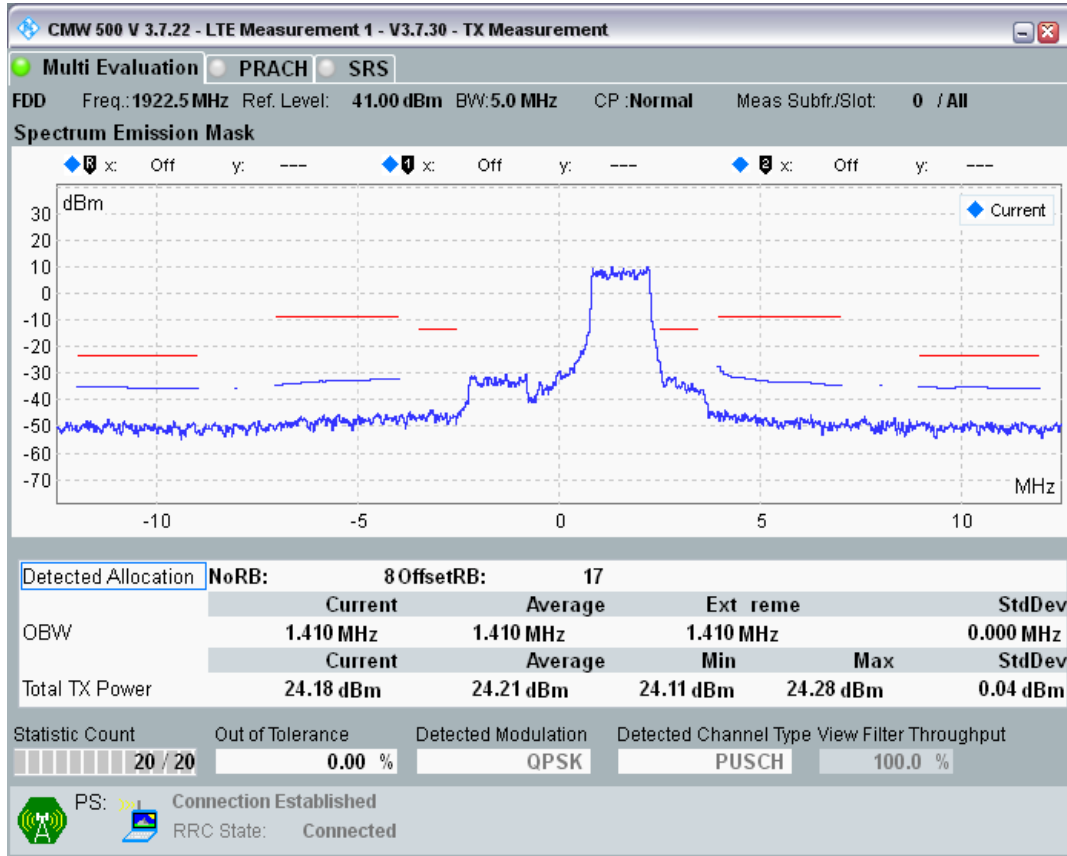 CMW 500 V 3.7.22 - LTE Measurement 1 - V3.7.30 - TX Measurement
Multi Evaluation PRACH SRS
FDD Freq.: 1922.5 MHz Ref. Level: 41.00 dBm BW: 5.0 MHz CP : Normal Meas Subfr./Slot: 0 / All
Spectrum Emission Mask
R x: Off y: --- 1 x: Off y: --- 2 x: Off y: ---
dBm
Current
30
20
10
0
-10
-20
-30
-40
-50
-60
-70
MHz
-10 -5 0 5 10
Detected Allocation NoRB: 8 OffsetRB: 17
Current Average Ext reme StdDev
OBW 1.410 MHz 1.410 MHz 1.410 MHz 0.000 MHz
Current Average Min Max StdDev
Total TX Power 24.18 dBm 24.21 dBm 24.11 dBm 24.28 dBm 0.04 dBm
Statistic Count Out of Tolerance Detected Modulation Detected Channel Type View Filter Throughput
20 / 20 0.00 % QPSK PUSCH 100.0 %
PS: Connection Established
RRC State: Connected